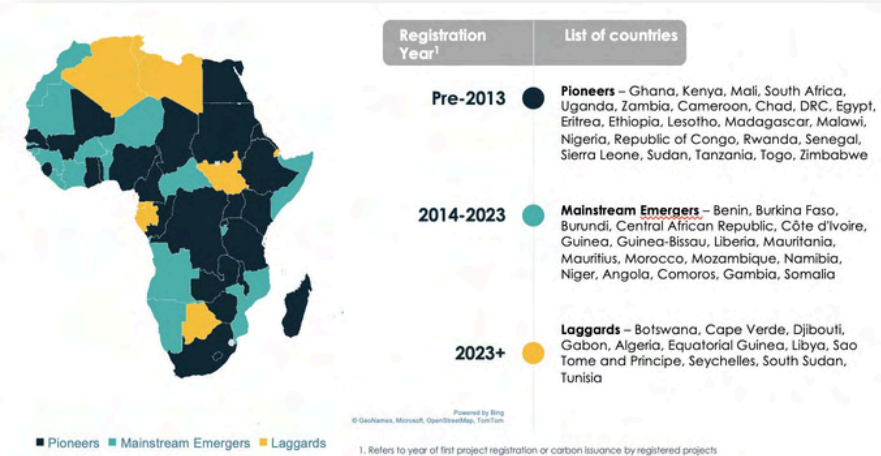 Registration
Year1
List of countries
Pre-2013
Pioneers – Ghana, Kenya, Mali, South Africa,
Uganda, Zambia, Cameroon, Chad, DRC, Egypt,
Eritrea, Ethiopia, Lesotho, Madagascar, Malawi,
Nigeria, Republic of Congo, Rwanda, Senegal,
Sierra Leone, Sudan, Tanzania, Togo, Zimbabwe
2014-2023
Mainstream Emergers – Benin, Burkina Faso,
Burundi, Central African Republic, Côte d'Ivoire,
Guinea, Guinea-Bissau, Liberia, Mauritania,
Mauritius, Morocco, Mozambique, Namibia,
Niger, Angola, Comoros, Gambia, Somalia
2023+
Laggards – Botswana, Cape Verde, Djibouti,
Gabon, Algeria, Equatorial Guinea, Libya, Sao
Tome and Principe, Seychelles, South Sudan,
Tunisia
Powered by Bing
© GeoNames, Microsoft, OpenStreetMap, TomTom
Pioneers Mainstream Emergers Laggards
1. Refers to year of first project registration or carbon issuance by registered projects